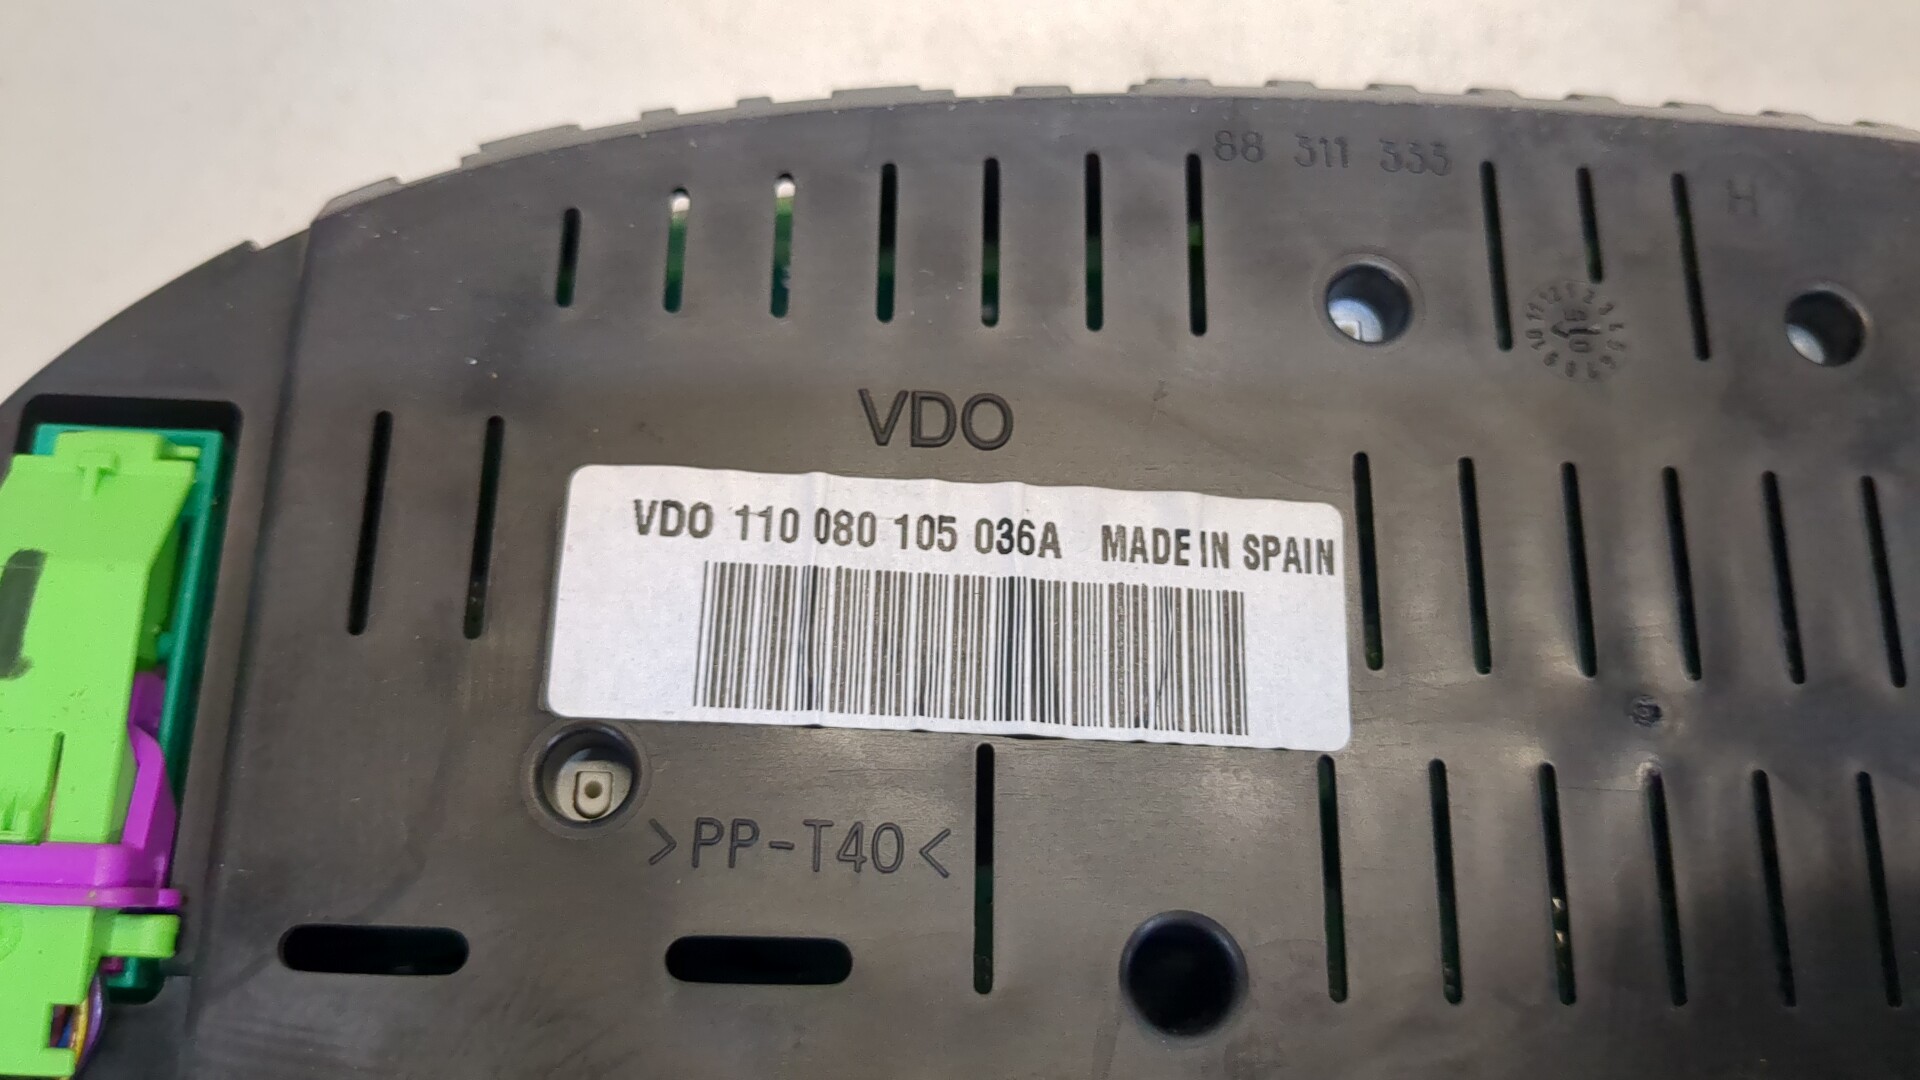 88 311 333
H
VDO
VDO 110 080 105 036A MADE IN SPAIN
>PP-T40<